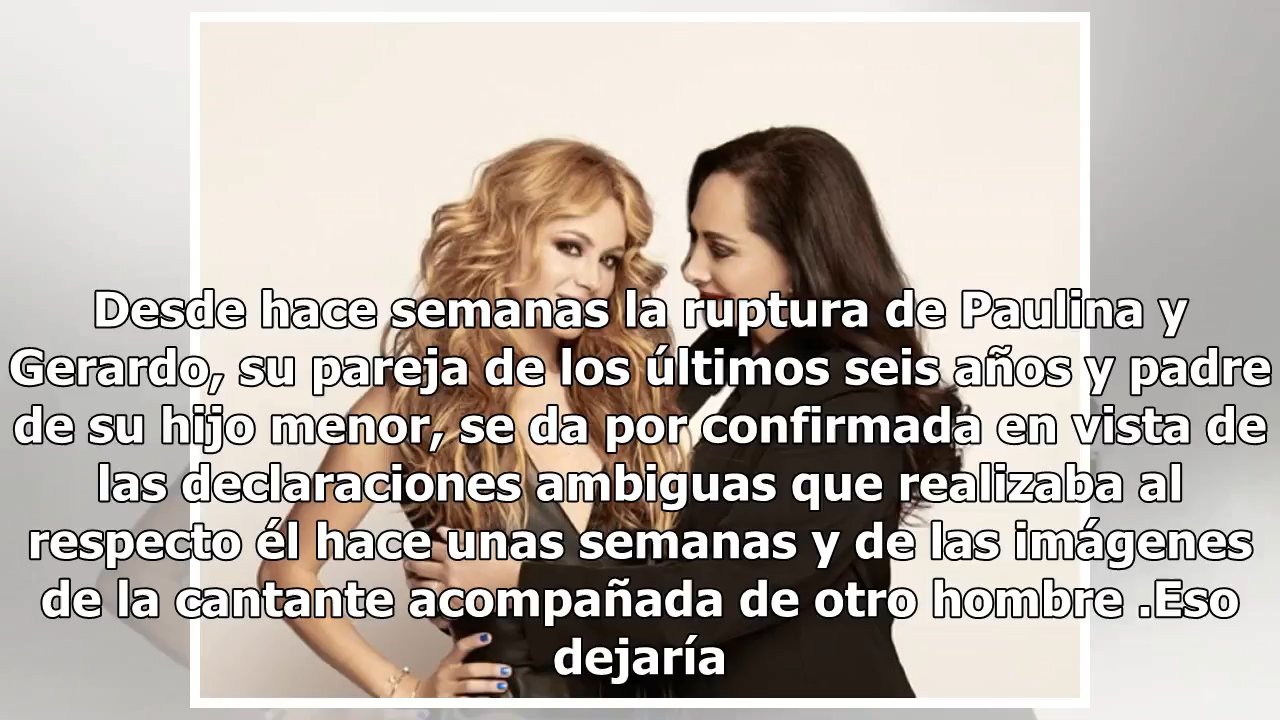 Desde hace semanas la ruptura de Paulina y
Gerardo, su pareja de los últimos seis años y padre
de su hijo menor, se da por confirmada en vista de
las declaraciones ambiguas que realizaba al
respecto él hace unas semanas y de las imágenes
de la cantante acompañada de otro hombre .Eso
dejaría